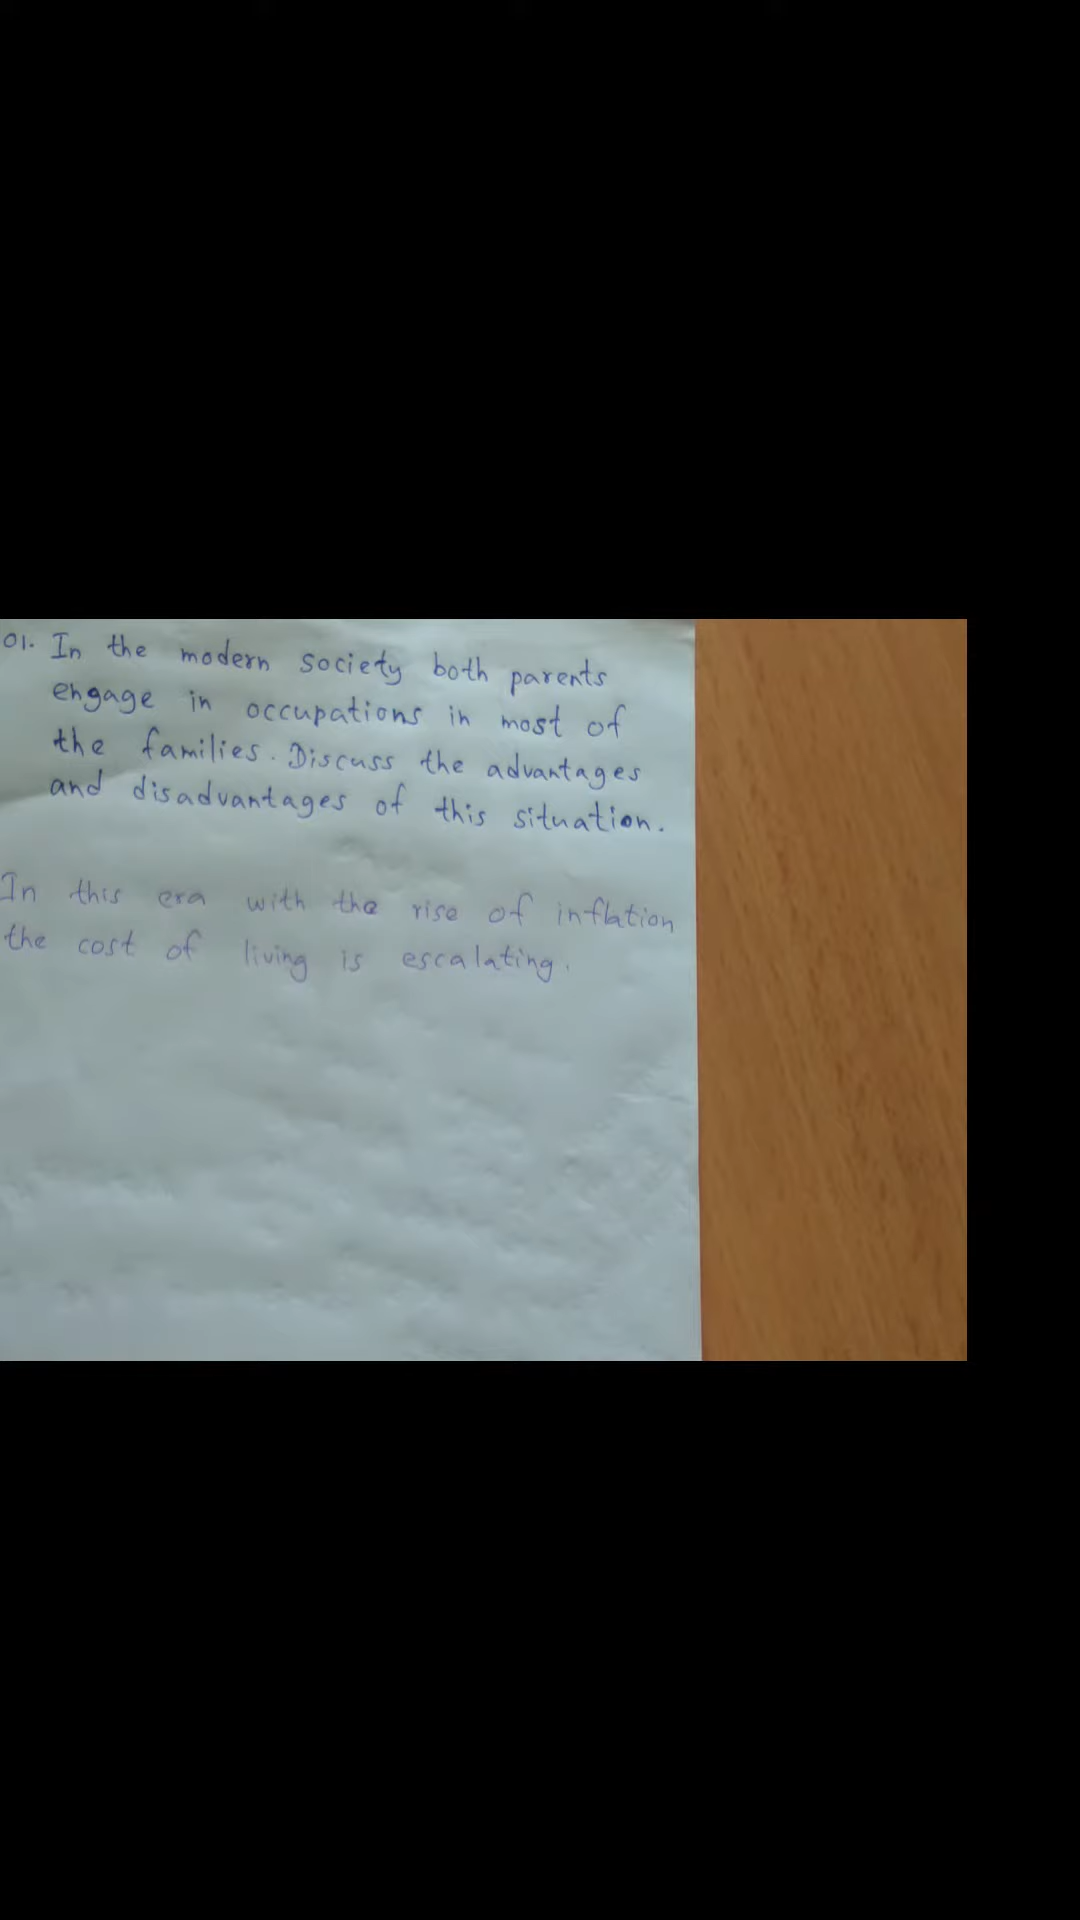 01. In the modern society both parents
engage in occupations in most of
the families. Discuss the advantages
and disadvantages of this situation.
In this era with the rise of inflation
the cost of living is escalating.